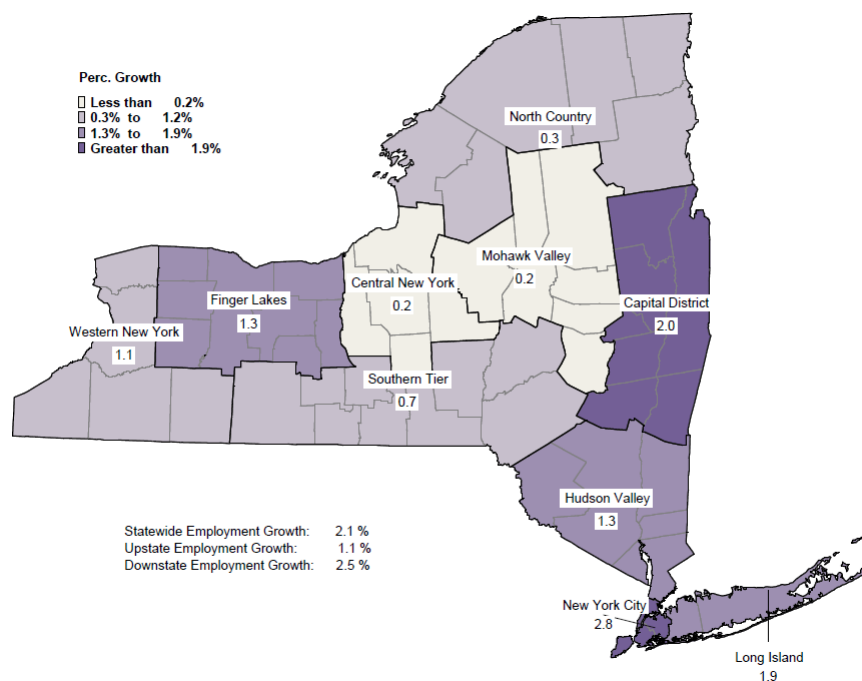 Perc. Growth
Less than 0.2%
0.3% to 1.2%
1.3% to 1.9%
Greater than 1.9%
North Country
0.3
Mohawk Valley
0.2
Central New York
0.2
Finger Lakes
1.3
Capital District
2.0
Western New York
1.1
Southern Tier
0.7
Hudson Valley
1.3
Statewide Employment Growth: 2.1 %
Upstate Employment Growth: 1.1 %
Downstate Employment Growth: 2.5 %
New York City
2.8
Long Island
1.9